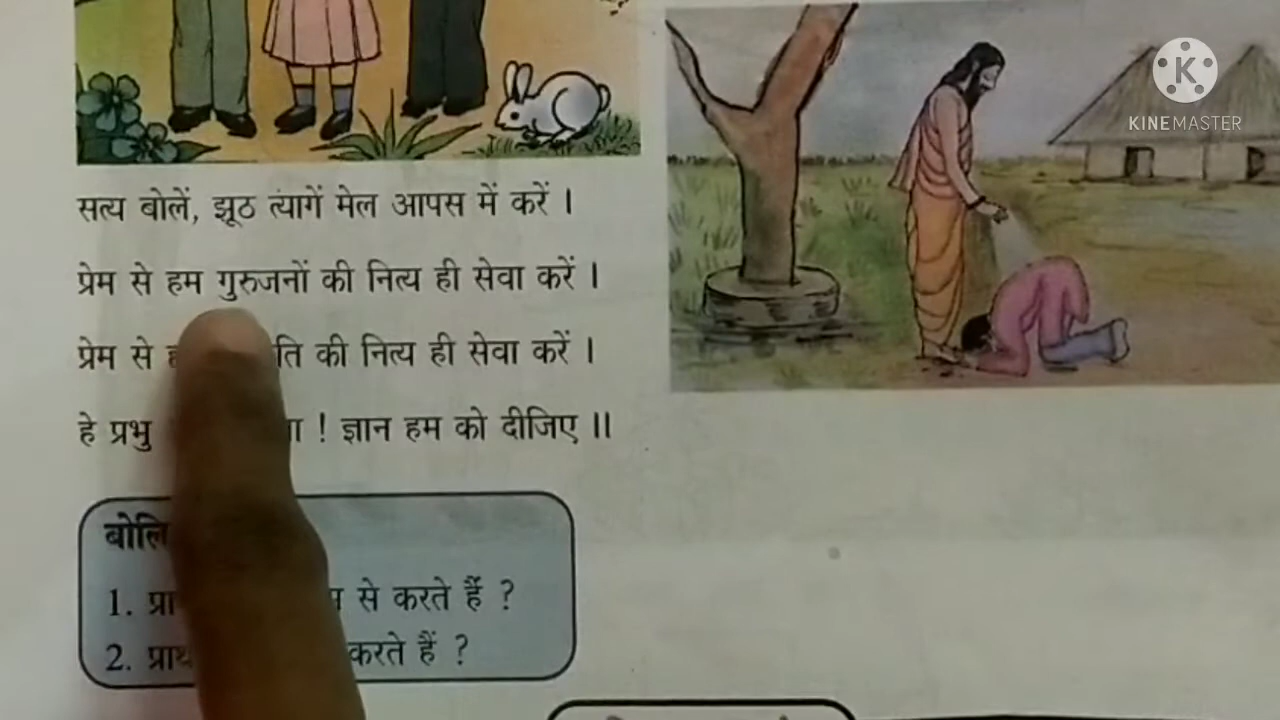 सत्य बोलें, झूठ त्यागें मेल आपस में करें ।
प्रेम से हम गुरुजनों की नित्य ही सेवा करें ।
प्रेम से की नित्य ही सेवा करें ।
हे प्रभु ! ज्ञान हम को दीजिए ॥
1. से करते हैं ?
2. करते हैं ?
KINEMASTER